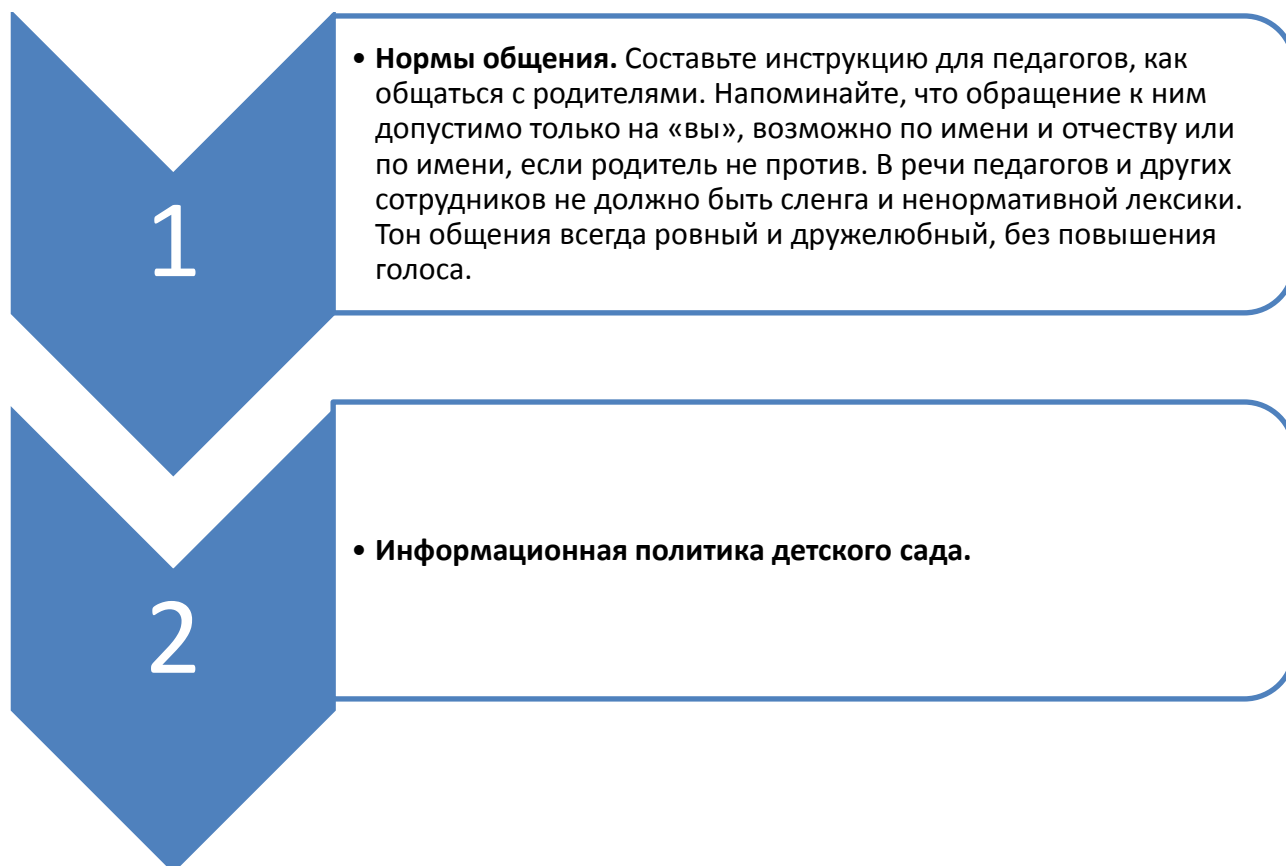 1
• Нормы общения. Составьте инструкцию для педагогов, как
общаться с родителями. Напоминайте, что обращение к ним
допустимо только на «вы», возможно по имени и отчеству или
по имени, если родитель не против. В речи педагогов и других
сотрудников не должно быть сленга и ненормативной лексики.
Тон общения всегда ровный и дружелюбный, без повышения
голоса.
2
• Информационная политика детского сада.